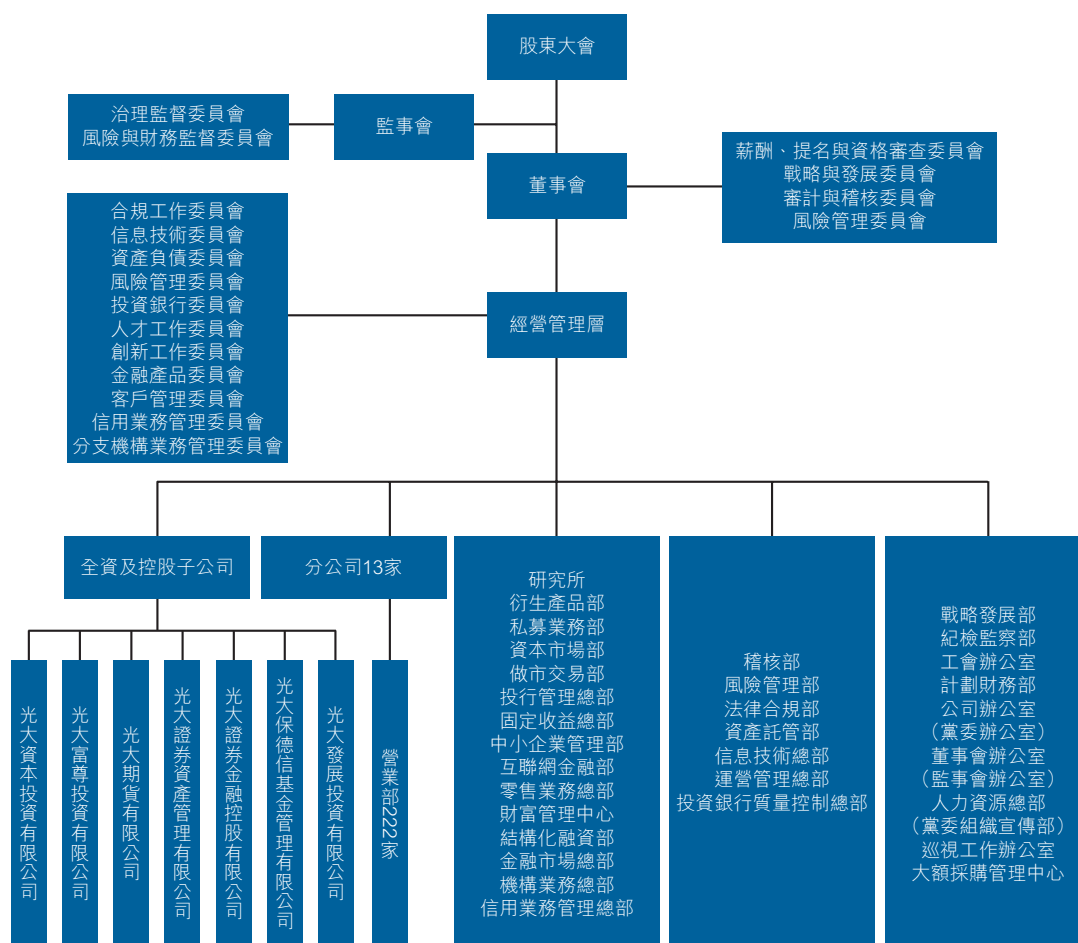 股東大會
治理監督委員會
風險與財務監督委員會
監事會
薪酬、提名與資格審查委員會
戰略與發展委員會
審計與稽核委員會
風險管理委員會
董事會
合規工作委員會
信息技術委員會
資產負債委員會
風險管理委員會
投資銀行委員會
人才工作委員會
創新工作委員會
金融產品委員會
客戶管理委員會
信用業務管理委員會
分支機構業務管理委員會
經營管理層
全資及控股子公司
分公司13家
光大資本投資有限公司
光大富尊投資有限公司
光大期貨有限公司
光大證券資產管理有限公司
光大證券金融控股有限公司
光大保德信基金管理有限公司
光大發展投資有限公司
營業部222家
研究所
衍生產品部
私募業務部
資本市場部
做市交易部
投行管理總部
固定收益總部
中小企業管理部
互聯網金融部
零售業務總部
財富管理中心
結構化融資部
金融市場總部
機構業務總部
信用業務管理總部
稽核部
風險管理部
法律合規部
資產託管部
信息技術總部
運營管理總部
投資銀行質量控制總部
戰略發展部
紀檢監察部
工會辦公室
計劃財務部
公司辦公室
（黨委辦公室）
董事會辦公室
（監事會辦公室）
人力資源總部
（黨委組織宣傳部）
巡視工作辦公室
大額採購管理中心